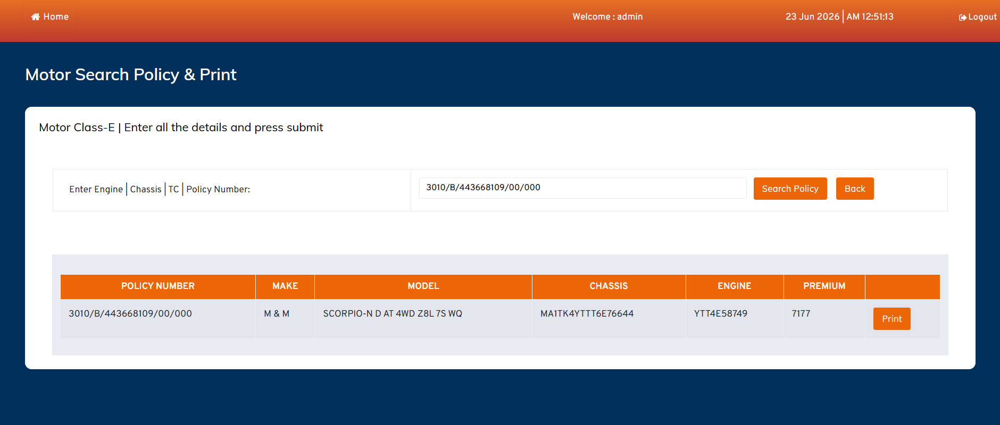 Home
Welcome : admin
23 Jun 2026 | AM 12:51:13
Logout
Motor Search Policy & Print
Motor Class-E | Enter all the details and press submit
Enter Engine | Chassis | TC | Policy Number:
3010/B/443668109/00/000
Search Policy
Back
POLICY NUMBER MAKE MODEL CHASSIS ENGINE PREMIUM
3010/B/443668109/00/000 M & M SCORPIO-N D AT 4WD Z8L 7S WQ MA1TK4YTTT6E76644 YTT4E58749 7177 Print